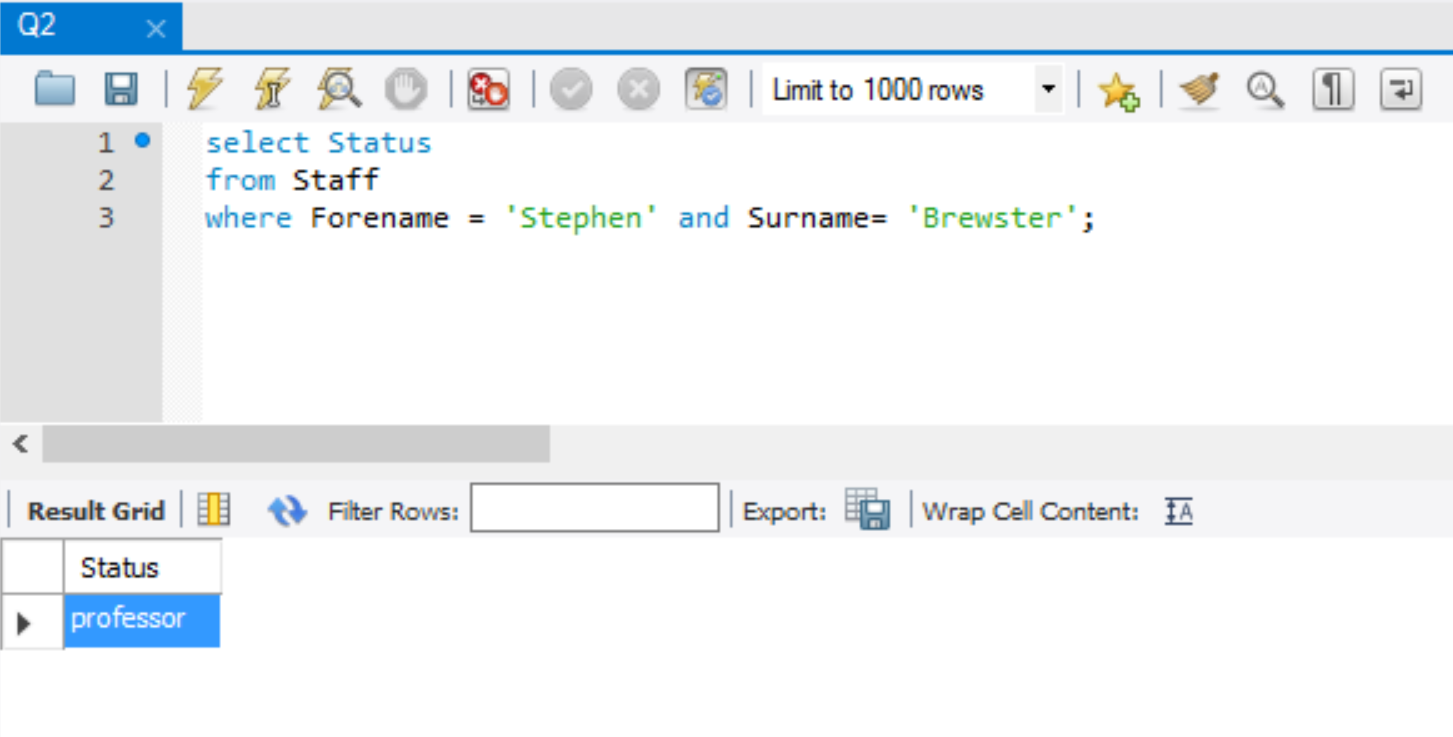 Q2
Limit to 1000 rows
1 select Status
2 from Staff
3 where Forename = 'Stephen' and Surname= 'Brewster';
Result Grid Filter Rows: Export: Wrap Cell Content:
Status
professor